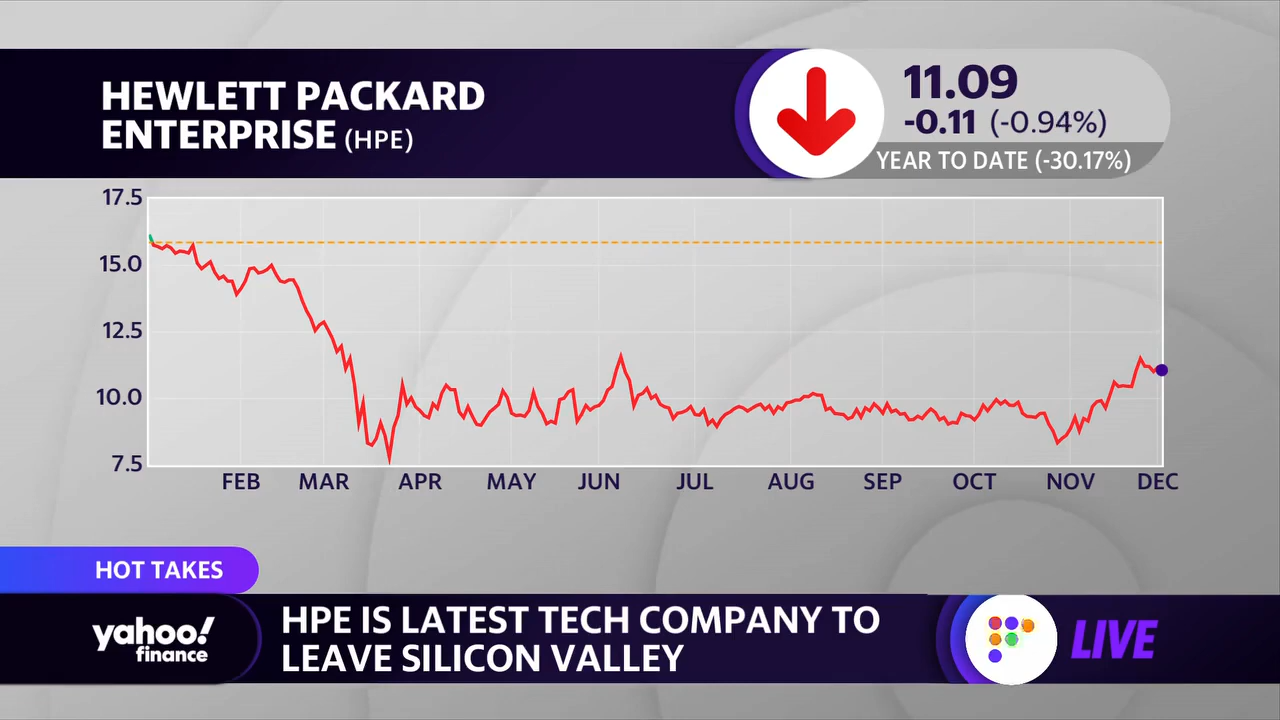 HEWLETT PACKARD
ENTERPRISE (HPE)
11.09
-0.11 (-0.94%)
YEAR TO DATE (-30.17%)
17.5
15.0
12.5
10.0
7.5
FEB MAR APR MAY JUN JUL AUG SEP OCT NOV DEC
HOT TAKES
yahoo!
finance
HPE IS LATEST TECH COMPANY TO
LEAVE SILICON VALLEY
LIVE